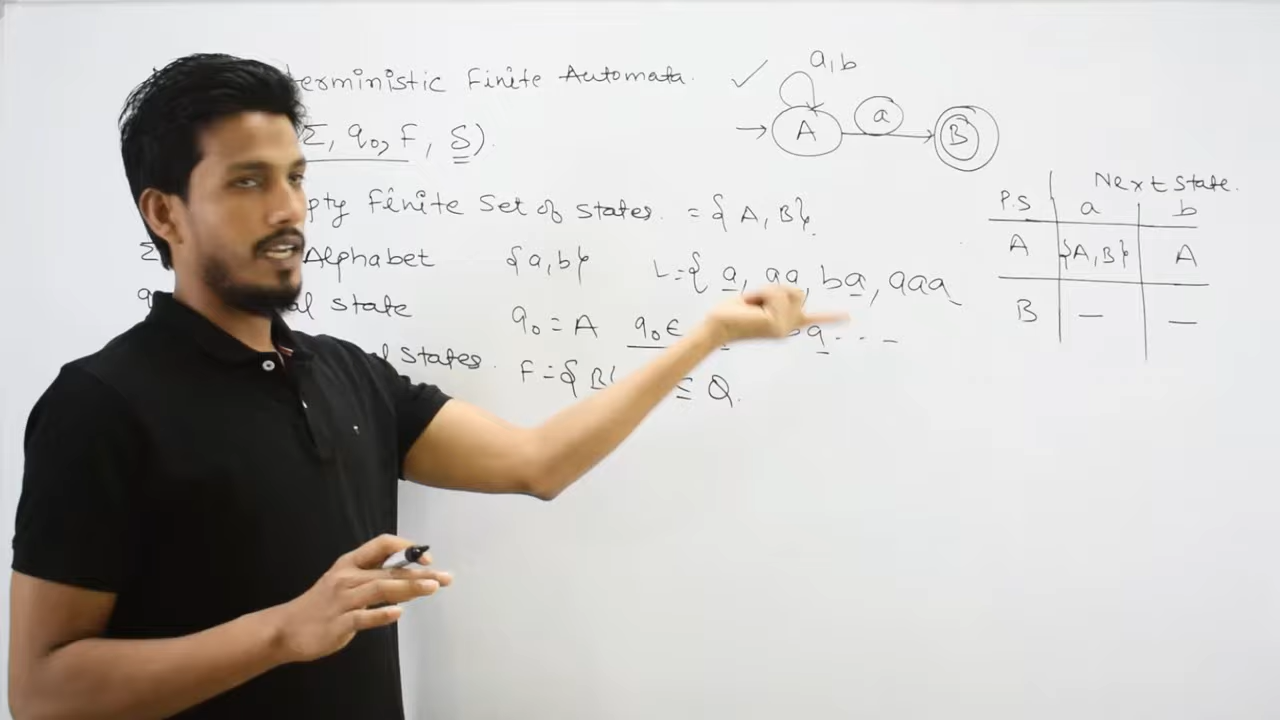 terministic Finite Automata. ✓
Σ, q0, F, δ).
pty Finite Set of States. = { A, B}.
Σ Alphabet {a,b}
al State q0 = A q0 ∈
States. F = { B ⊆ Q.
a,b
A a B
L = { a, aa, ba, aaa
a - - -
Next State.
P.S a b
A {A,B} A
B — —